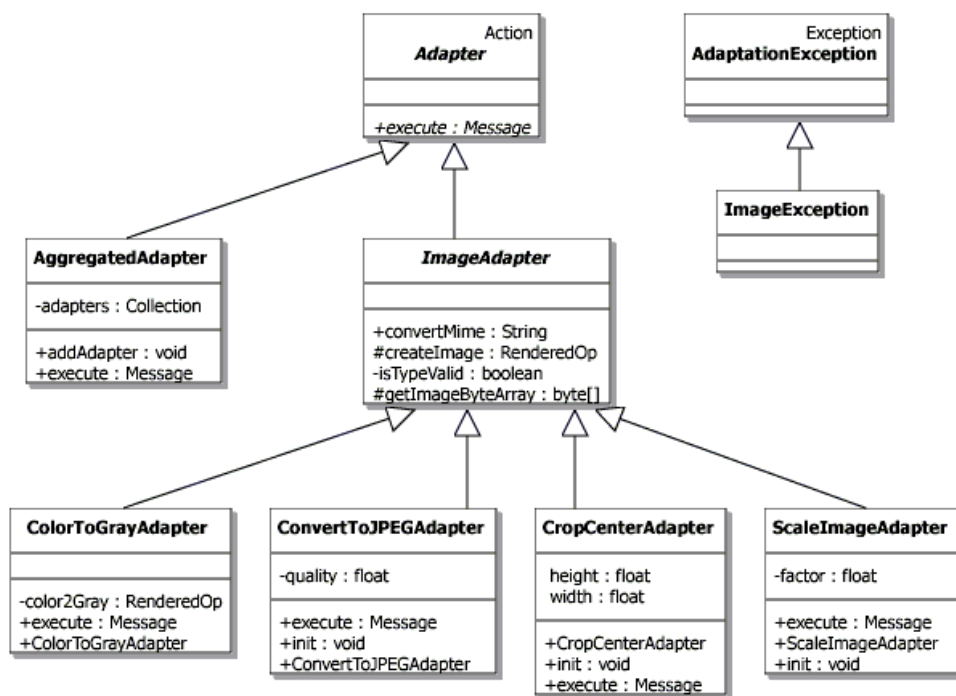 Action
Adapter
+execute : Message
Exception
AdaptationException
ImageException
AggregatedAdapter
-adapters : Collection
+addAdapter : void
+execute : Message
ImageAdapter
+convertMime : String
#createImage : RenderedOp
-isTypeValid : boolean
#getImageByteArray : byte[]
ColorToGrayAdapter
-color2Gray : RenderedOp
+execute : Message
+ColorToGrayAdapter
ConvertToJPEGAdapter
-quality : float
+execute : Message
+init : void
+ConvertToJPEGAdapter
CropCenterAdapter
height : float
width : float
+CropCenterAdapter
+init : void
+execute : Message
ScaleImageAdapter
-factor : float
+execute : Message
+ScaleImageAdapter
+init : void